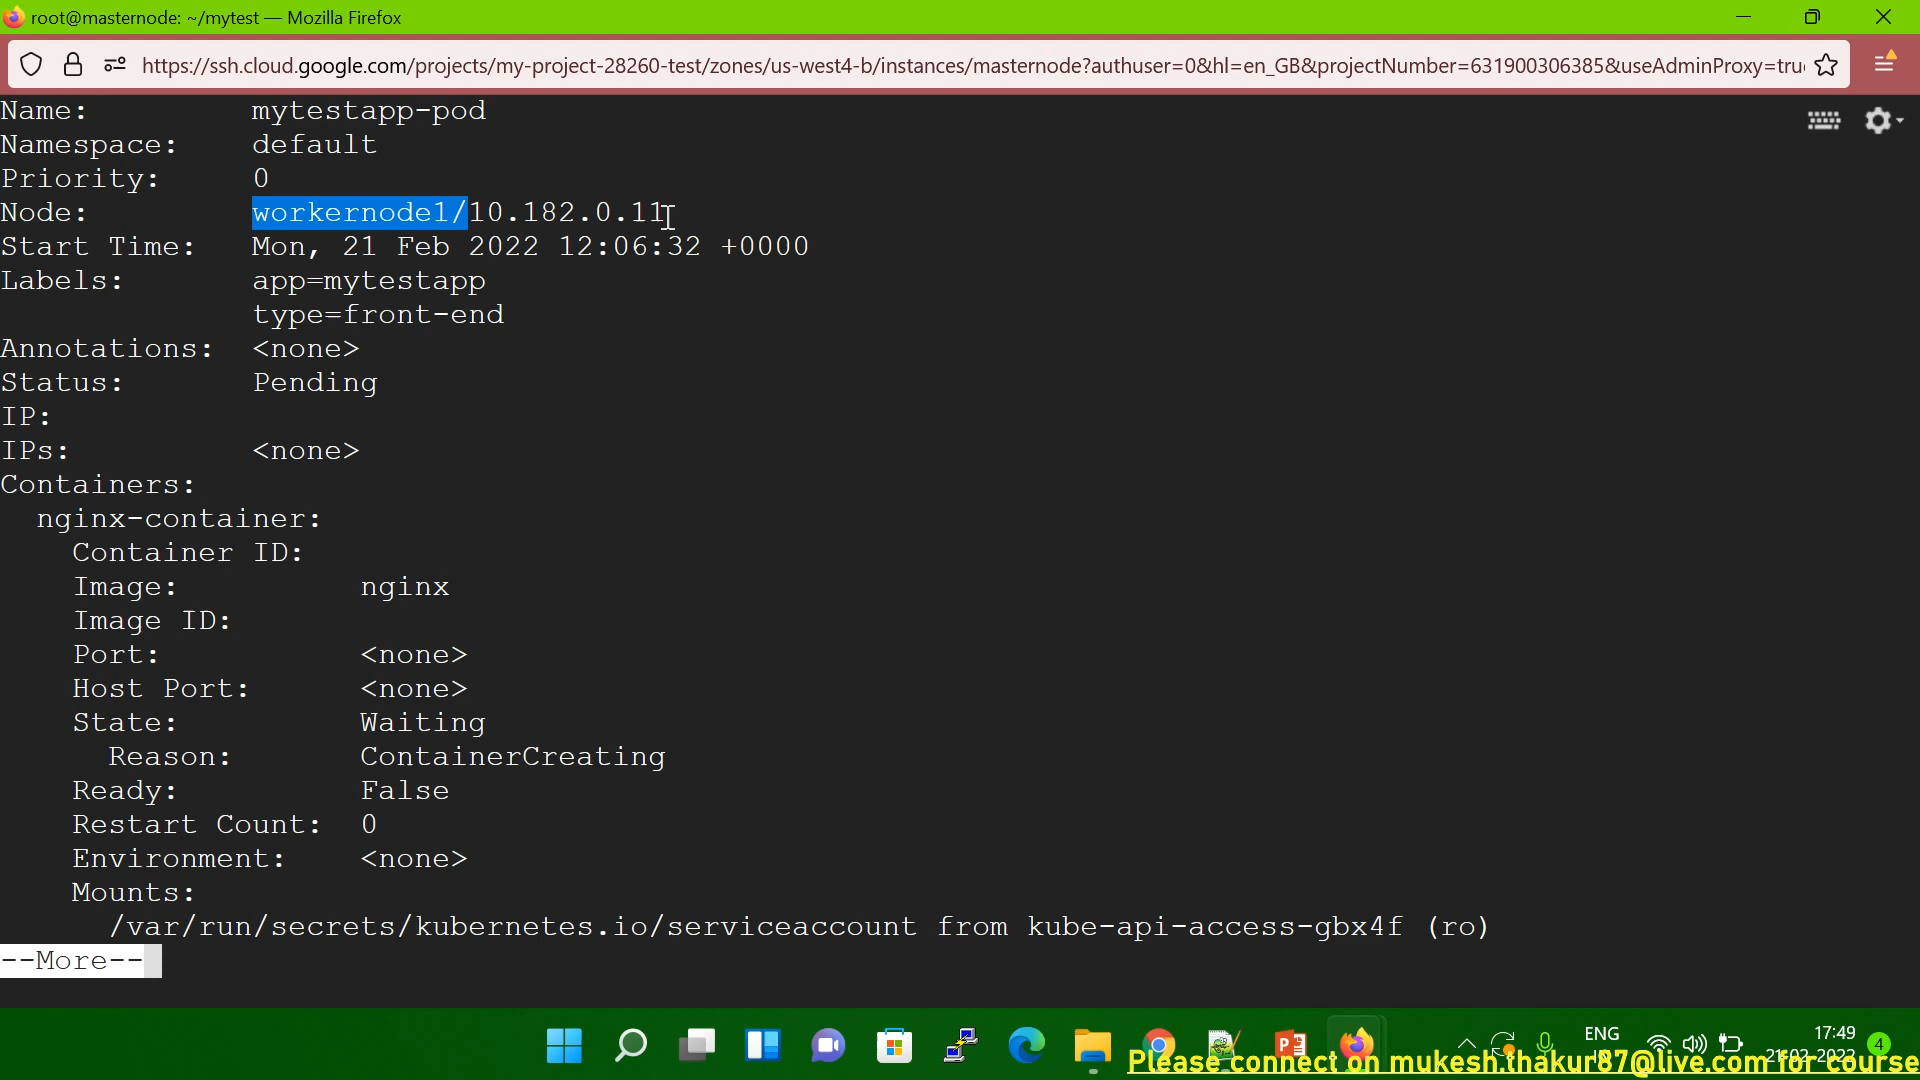 root@masternode: ~/mytest — Mozilla Firefox
https://ssh.cloud.google.com/projects/my-project-28260-test/zones/us-west4-b/instances/masternode?authuser=0&hl=en_GB&projectNumber=631900306385&useAdminProxy=tru
Name: mytestapp-pod
Namespace: default
Priority: 0
Node: workernode1/10.182.0.11
Start Time: Mon, 21 Feb 2022 12:06:32 +0000
Labels: app=mytestapp
type=front-end
Annotations: <none>
Status: Pending
IP:
IPs: <none>
Containers:
nginx-container:
Container ID:
Image: nginx
Image ID:
Port: <none>
Host Port: <none>
State: Waiting
Reason: ContainerCreating
Ready: False
Restart Count: 0
Environment: <none>
Mounts:
/var/run/secrets/kubernetes.io/serviceaccount from kube-api-access-gbx4f (ro)
--More--
ENG
17:49
21-02-2022
4
Please connect on mukesh.thakur87@live.com for course